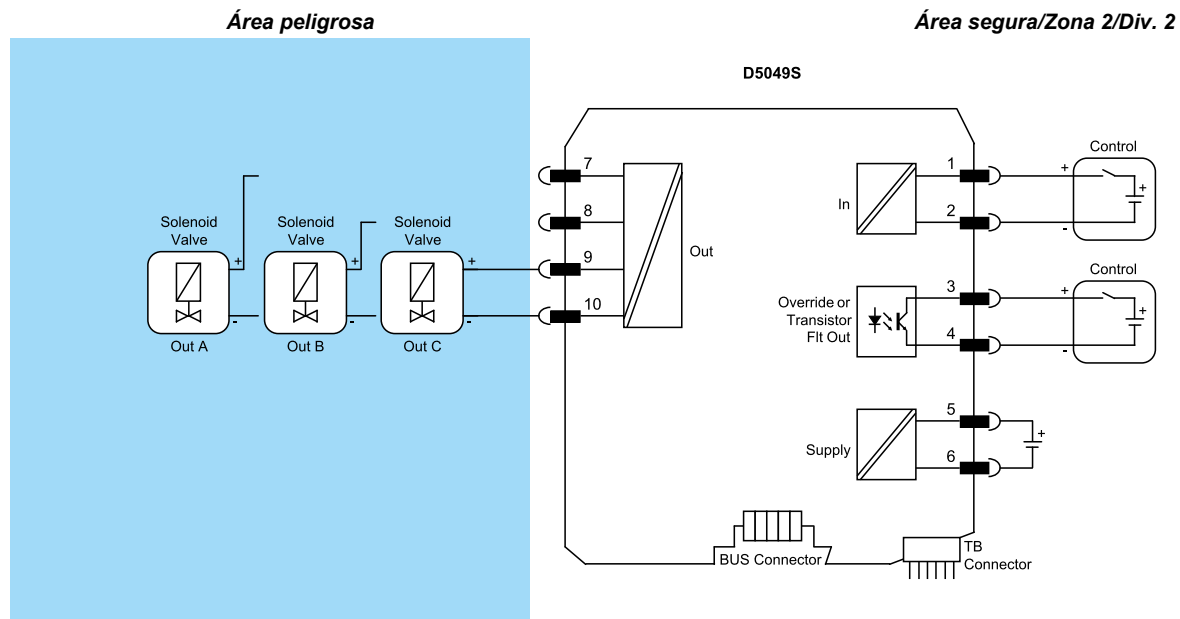 Área peligrosa
Área segura/Zona 2/Div. 2
D5049S
Solenoid
Valve
+
-
Out A
Solenoid
Valve
+
-
Out B
Solenoid
Valve
+
-
Out C
7
8
9
10
Out
In
1
2
Control
+
-
+
Override or
Transistor
Flt Out
3
4
Control
+
-
+
Supply
5
6
+
BUS Connector
TB
Connector